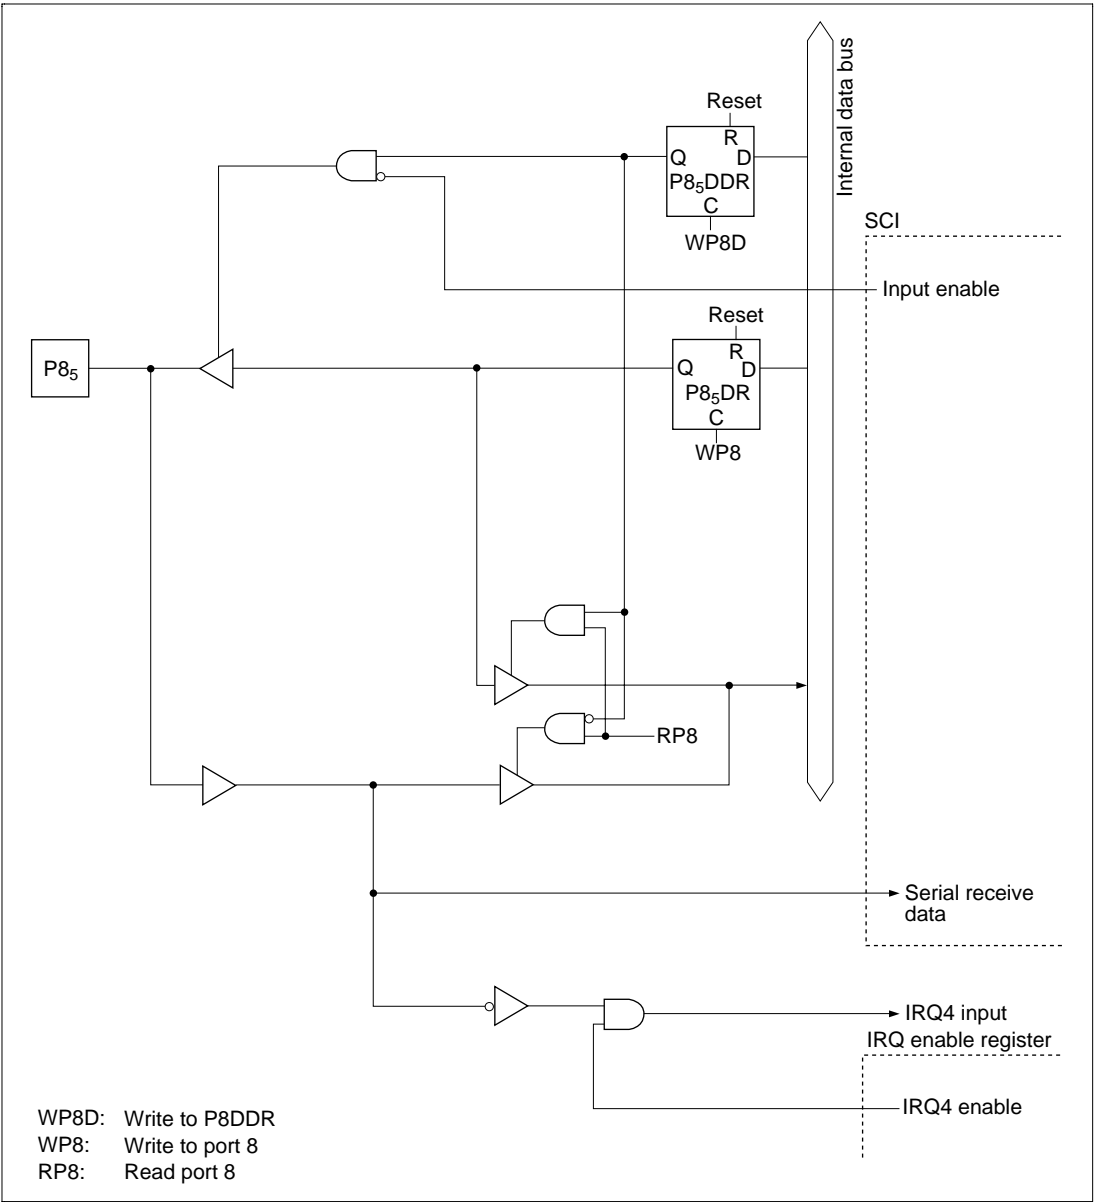 Internal data bus
Reset
R
Q D
P8₅DDR
C
WP8D
SCI
Input enable
Reset
R
P8₅
Q D
P8₅DR
C
WP8
RP8
Serial receive
data
IRQ4 input
IRQ enable register
IRQ4 enable
WP8D: Write to P8DDR
WP8: Write to port 8
RP8: Read port 8